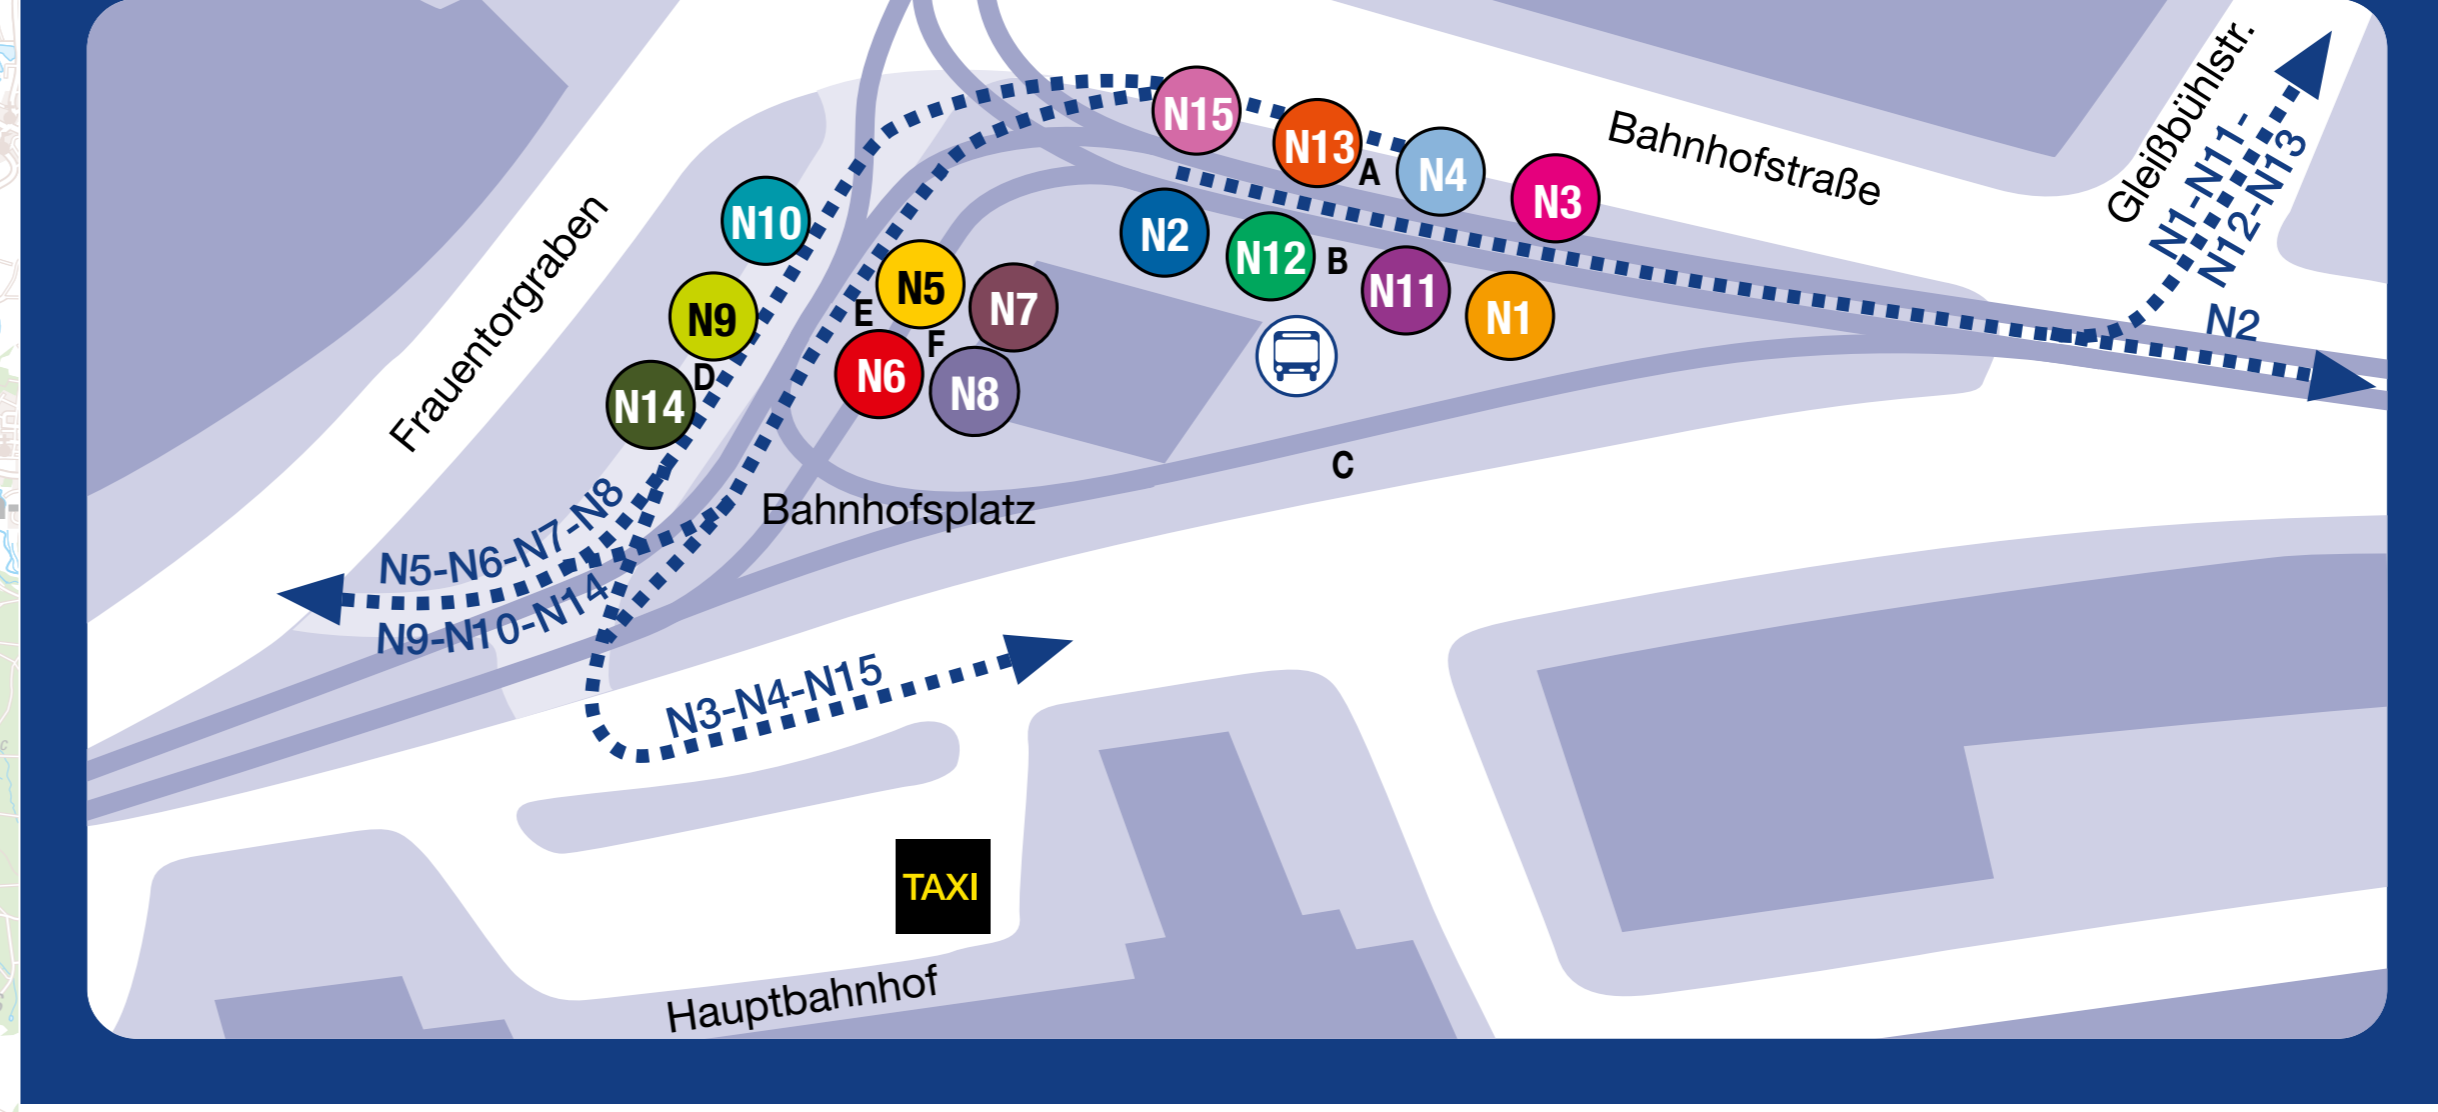 Gleißbühlstr.
N1-N11-
N12-N13
N2
Bahnhofstraße
Frauentorgraben
N15
N13
A
N4
N3
N10
N2
N12
B
N11
N1
N9
D
N14
E
N5
F
N7
N6
N8
C
Bahnhofsplatz
N5-N6-N7-N8
N9-N10-N14
N3-N4-N15
TAXI
Hauptbahnhof